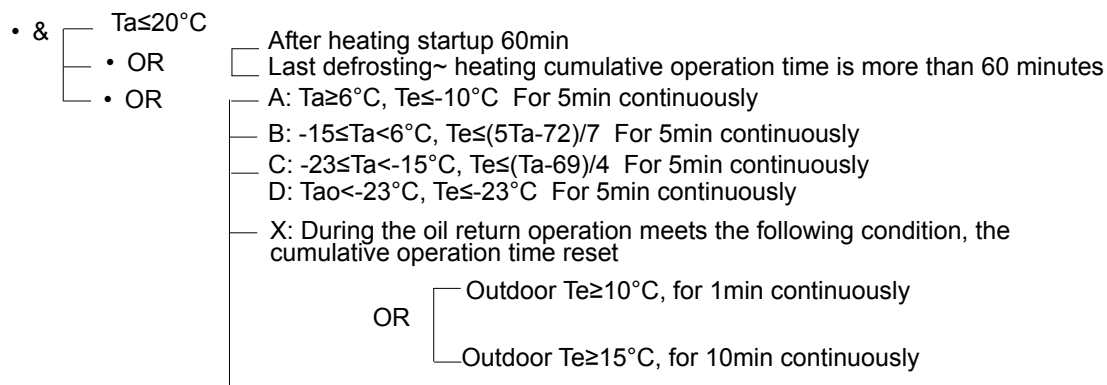 • & Ta≤20°C
• OR After heating startup 60min
Last defrosting~ heating cumulative operation time is more than 60 minutes
• OR A: Ta≥6°C, Te≤-10°C For 5min continuously
B: -15≤Ta<6°C, Te≤(5Ta-72)/7 For 5min continuously
C: -23≤Ta<-15°C, Te≤(Ta-69)/4 For 5min continuously
D: Tao<-23°C, Te≤-23°C For 5min continuously
X: During the oil return operation meets the following condition, the
cumulative operation time reset
Outdoor Te≥10°C, for 1min continuously
OR
Outdoor Te≥15°C, for 10min continuously